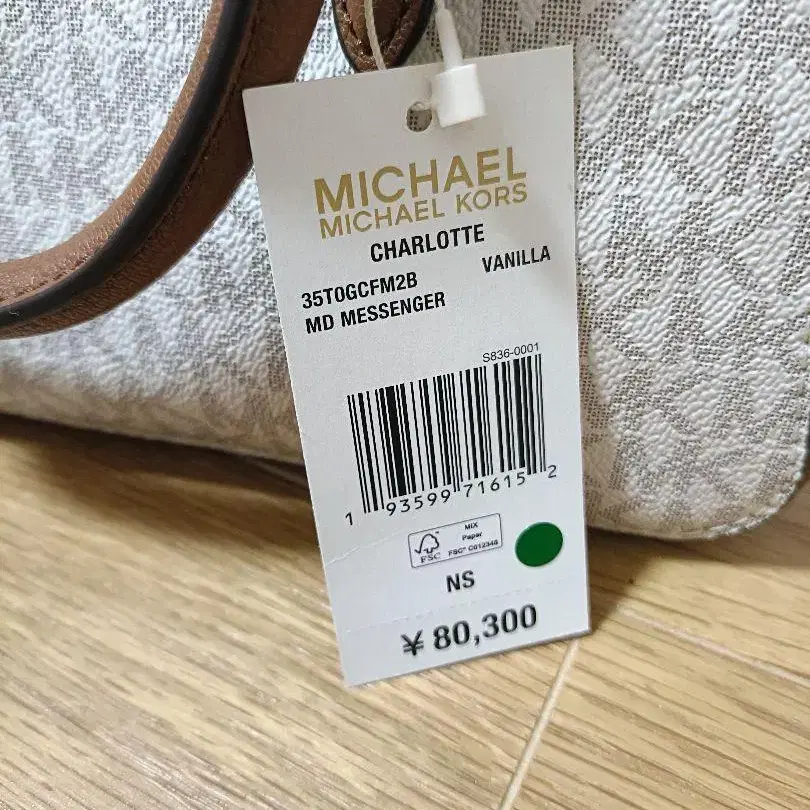 MICHAEL
MICHAEL KORS
CHARLOTTE
35T0GCFM2B VANILLA
MD MESSENGER
S836-0001
1 93599 71615 2
MIX
Paper
FSC FSC® C012346
NS
¥ 80,300